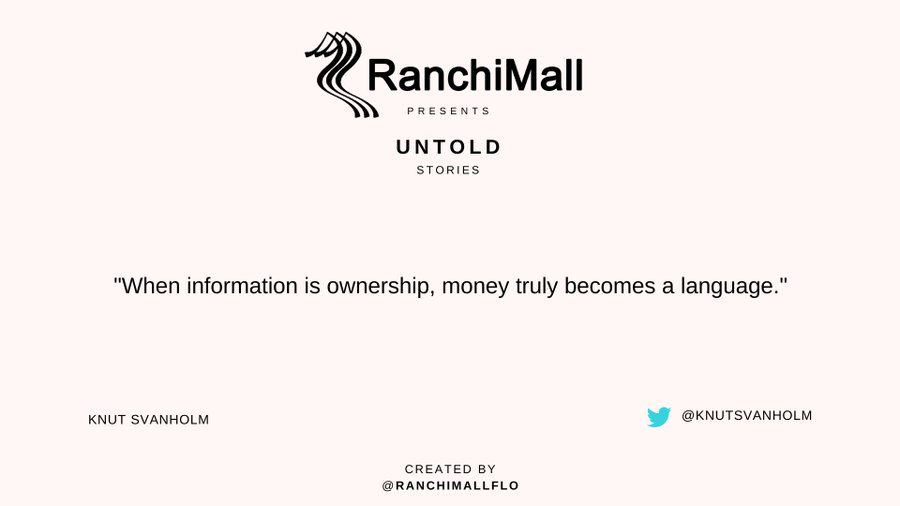 RanchiMall
PRESENTS
UNTOLD
STORIES
"When information is ownership, money truly becomes a language."
KNUT SVANHOLM
@KNUTSVANHOLM
CREATED BY
@RANCHIMALLFLO